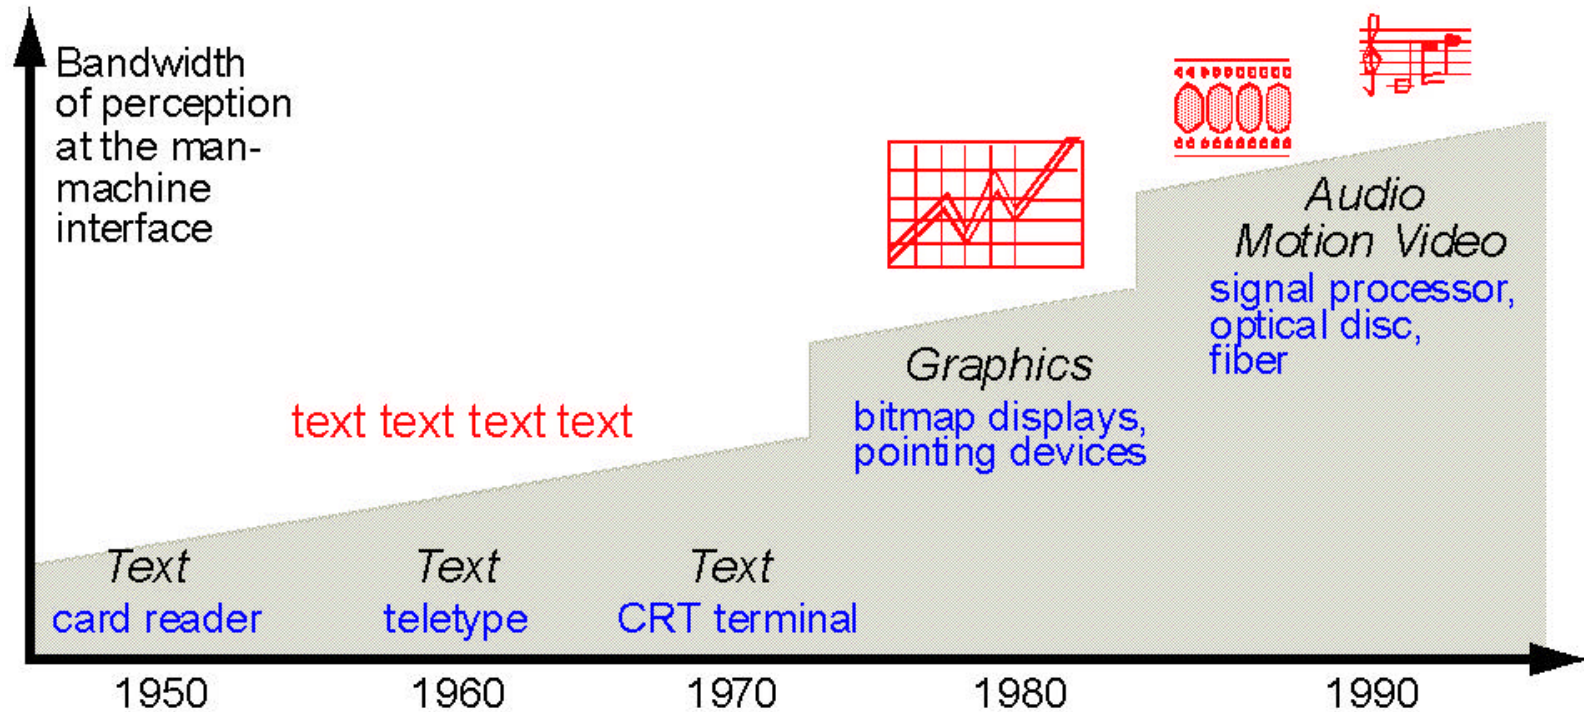 Bandwidth
of perception
at the man-
machine
interface
text text text text
Text
card reader
Text
teletype
Text
CRT terminal
Graphics
bitmap displays,
pointing devices
Audio
Motion Video
signal processor,
optical disc,
fiber
1950
1960
1970
1980
1990